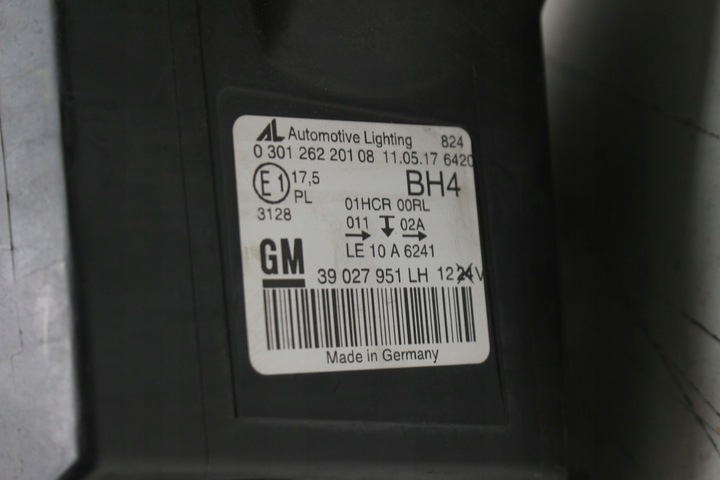 AL Automotive Lighting 824
0 301 262 201 08 11.05.17 6420
E1 17,5 BH4
PL
3128 01HCR 00RL
011 02A
LE 10 A 6241
GM 39 027 951 LH 12 24 V
Made in Germany